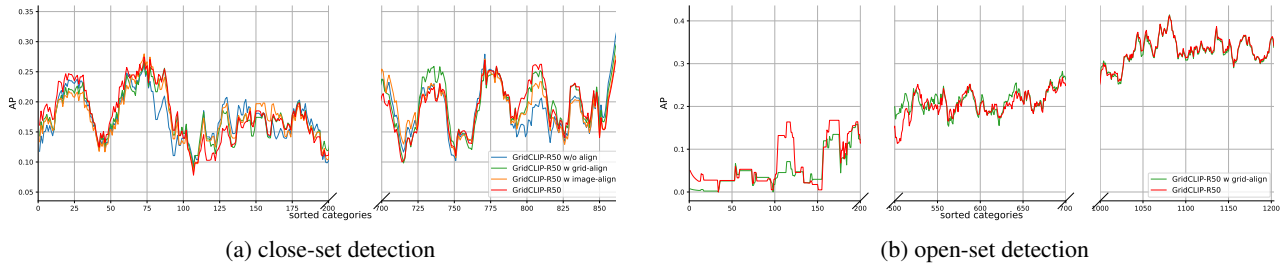 0.35
0.30
0.25
0.20
0.15
0.10
0.05
AP
0 25 50 75 100 125 150 175 200
700 725 750 775 800 825 850
sorted categories
GridCLIP-R50 w/o align
GridCLIP-R50 w grid-align
GridCLIP-R50 w image-align
GridCLIP-R50
(a) close-set detection
0.4
0.3
0.2
0.1
0.0
AP
0 50 100 150 200
500 550 600 650 700
1000 1050 1100 1150 1200
sorted categories
GridCLIP-R50 w grid-align
GridCLIP-R50
(b) open-set detection